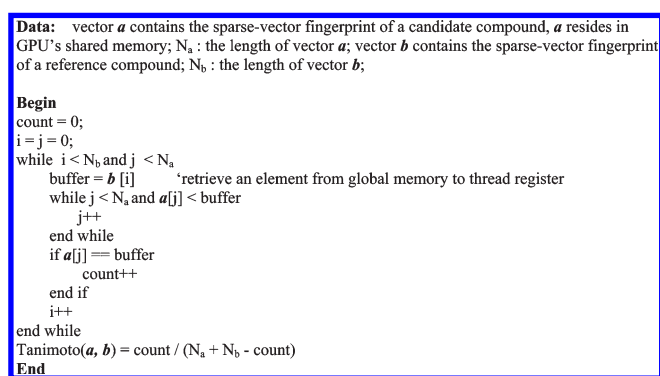 Data: vector a contains the sparse-vector fingerprint of a candidate compound, a resides in
GPU's shared memory; Nₐ : the length of vector a; vector b contains the sparse-vector fingerprint
of a reference compound; N_b : the length of vector b;
Begin
count = 0;
i = j = 0;
while i < N_b and j < Nₐ
buffer = b [i] ‘retrieve an element from global memory to thread register
while j < Nₐ and a[j] < buffer
j++
end while
if a[j] == buffer
count++
end if
i++
end while
Tanimoto(a, b) = count / (Nₐ + N_b - count)
End